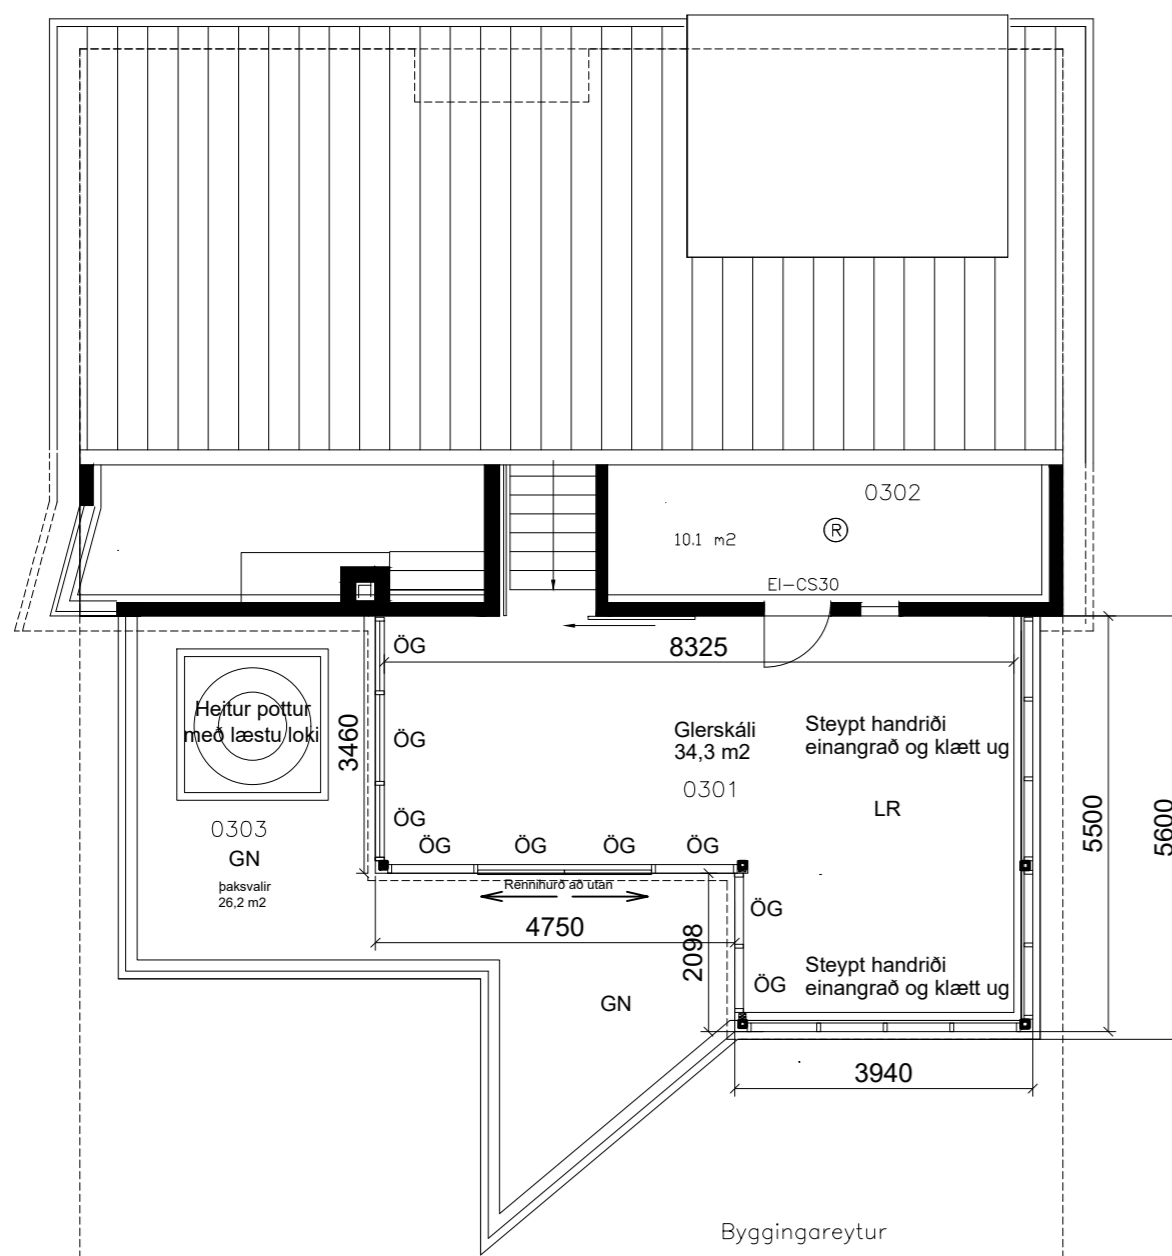 0302
10.1 m2
R
EI-CS30
8325
ÖG
Heitur pottur
með læstu loki
3460
ÖG
Glerskáli
34,3 m2
Steypt handriði
einangrað og klætt ug
0301
LR
5500
5600
0303
GN
þaksvalir
26,2 m2
ÖG
ÖG
ÖG
ÖG
ÖG
Rennihurð að utan
4750
2098
ÖG
ÖG
Steypt handriði
einangrað og klætt ug
GN
3940
Byggingareytur